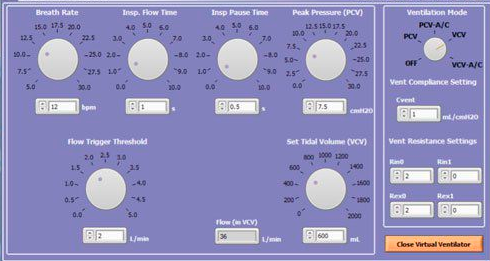 Breath Rate
5.0
7.5
10.0
12.5
15.0
17.5
20.0
22.5
25.0
27.5
30.0
12
bpm
Insp. Flow Time
0.0
1.0
2.0
3.0
4.0
5.0
6.0
7.0
8.0
9.0
10.0
1
s
Insp Pause Time
0.0
1.0
2.0
3.0
4.0
5.0
6.0
7.0
8.0
9.0
10.0
0.5
s
Peak Pressure (PCV)
0.0
2.5
5.0
7.5
10.0
12.5
15.0
17.5
20.0
22.5
25.0
27.5
30.0
7.5
cmH2O
Flow Trigger Threshold
0.0
1.0
1.5
2.0
2.5
3.0
3.5
4.0
5.0
2
L/min
Flow (in VCV)
36
L/min
Set Tidal Volume (VCV)
0
200
400
600
800
1000
1200
1400
1600
1800
2000
600
mL
Ventilation Mode
OFF
PCV
PCV-A/C
VCV
VCV-A/C
Vent Compliance Setting
Cvent
1
mL/cmH2O
Vent Resistance Settings
Rin0
2
Rin1
0
Rex0
2
Rex1
0
Close Virtual Ventilator